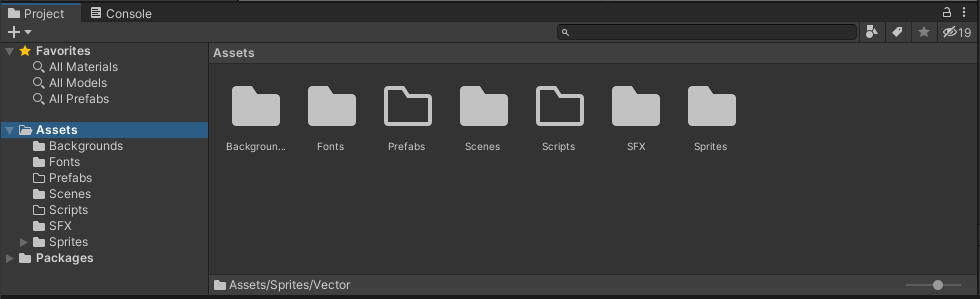 Project
Console
19
Favorites
All Materials
All Models
All Prefabs
Assets
Backgrounds
Fonts
Prefabs
Scenes
Scripts
SFX
Sprites
Packages
Assets
Backgroun...
Fonts
Prefabs
Scenes
Scripts
SFX
Sprites
Assets/Sprites/Vector